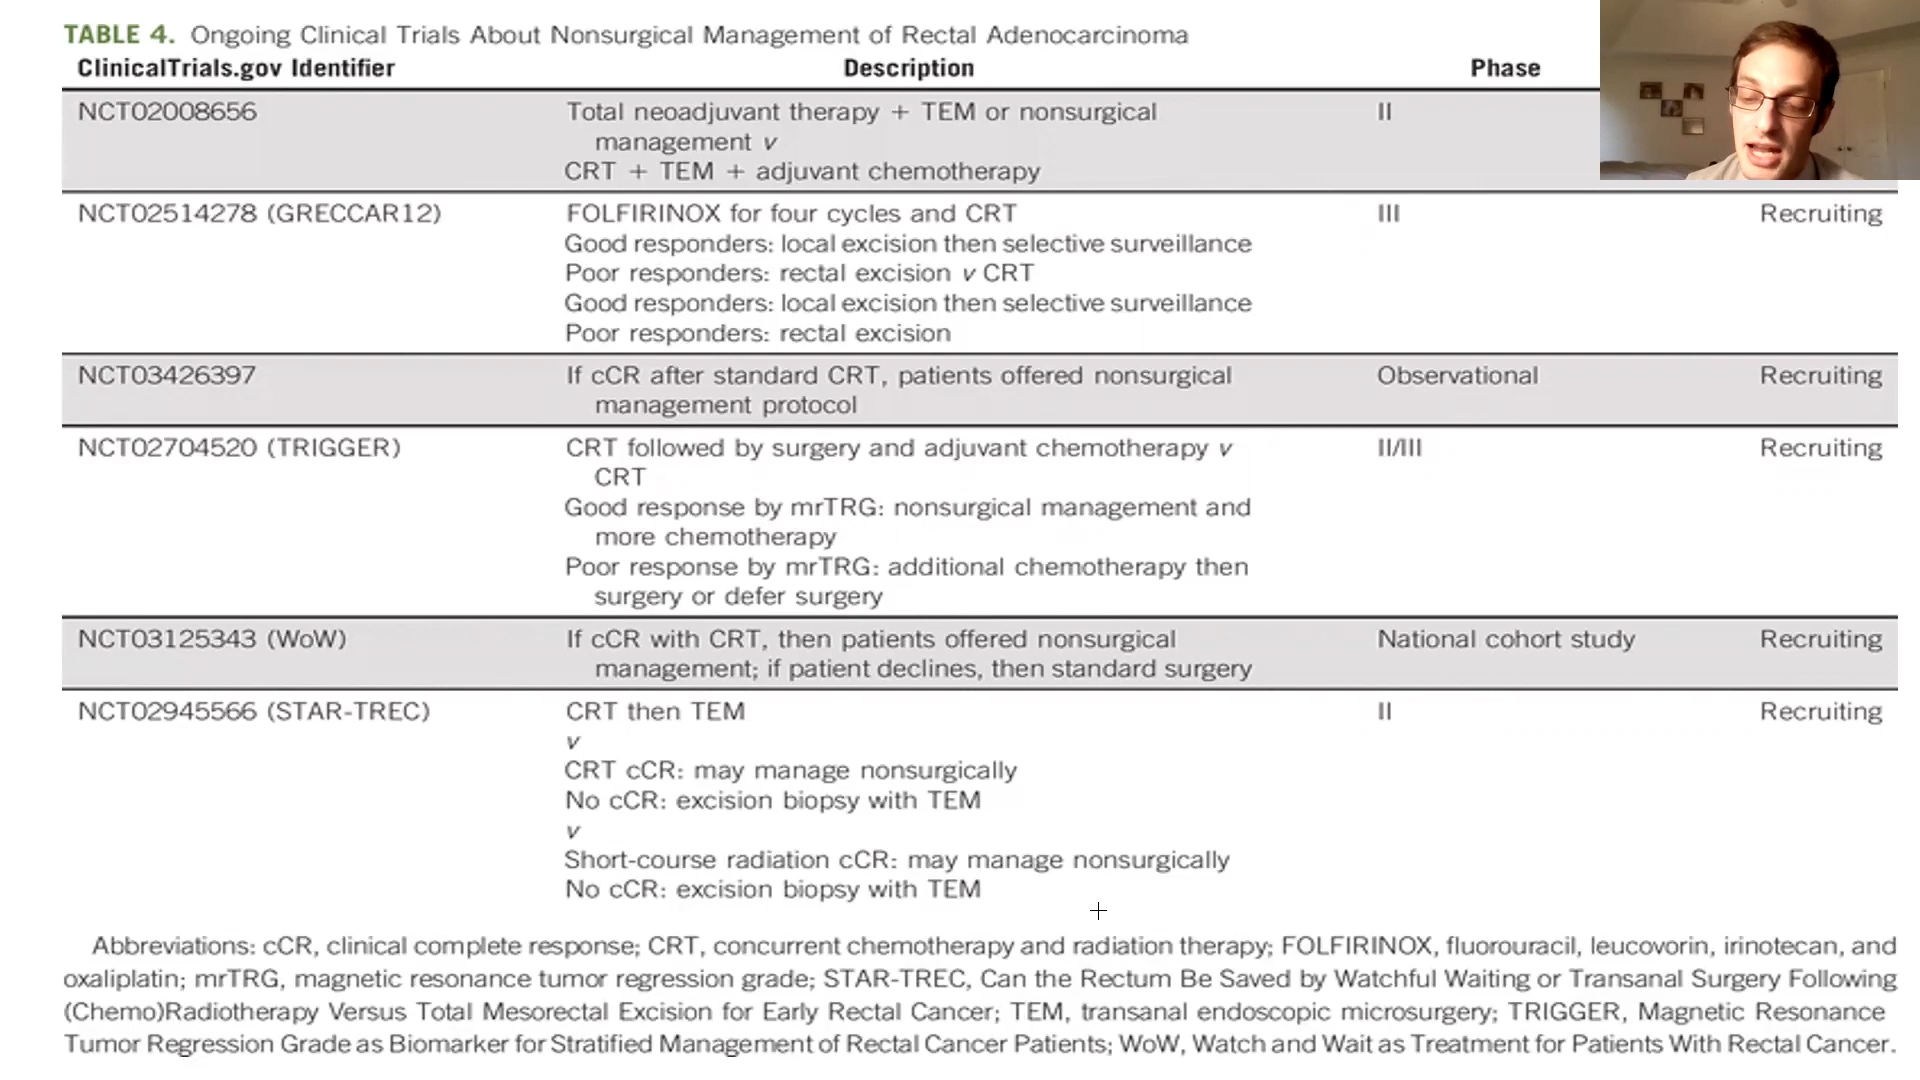 TABLE 4. Ongoing Clinical Trials About Nonsurgical Management of Rectal Adenocarcinoma
ClinicalTrials.gov Identifier Description Phase
NCT02008656 Total neoadjuvant therapy + TEM or nonsurgical II
management v
CRT + TEM + adjuvant chemotherapy
NCT02514278 (GRECCAR12) FOLFIRINOX for four cycles and CRT III Recruiting
Good responders: local excision then selective surveillance
Poor responders: rectal excision v CRT
Good responders: local excision then selective surveillance
Poor responders: rectal excision
NCT03426397 If cCR after standard CRT, patients offered nonsurgical Observational Recruiting
management protocol
NCT02704520 (TRIGGER) CRT followed by surgery and adjuvant chemotherapy v II/III Recruiting
CRT
Good response by mrTRG: nonsurgical management and
more chemotherapy
Poor response by mrTRG: additional chemotherapy then
surgery or defer surgery
NCT03125343 (WoW) If cCR with CRT, then patients offered nonsurgical National cohort study Recruiting
management; if patient declines, then standard surgery
NCT02945566 (STAR-TREC) CRT then TEM II Recruiting
v
CRT cCR: may manage nonsurgically
No cCR: excision biopsy with TEM
v
Short-course radiation cCR: may manage nonsurgically
No cCR: excision biopsy with TEM
Abbreviations: cCR, clinical complete response; CRT, concurrent chemotherapy and radiation therapy; FOLFIRINOX, fluorouracil, leucovorin, irinotecan, and
oxaliplatin; mrTRG, magnetic resonance tumor regression grade; STAR-TREC, Can the Rectum Be Saved by Watchful Waiting or Transanal Surgery Following
(Chemo)Radiotherapy Versus Total Mesorectal Excision for Early Rectal Cancer; TEM, transanal endoscopic microsurgery; TRIGGER, Magnetic Resonance
Tumor Regression Grade as Biomarker for Stratified Management of Rectal Cancer Patients; WoW, Watch and Wait as Treatment for Patients With Rectal Cancer.